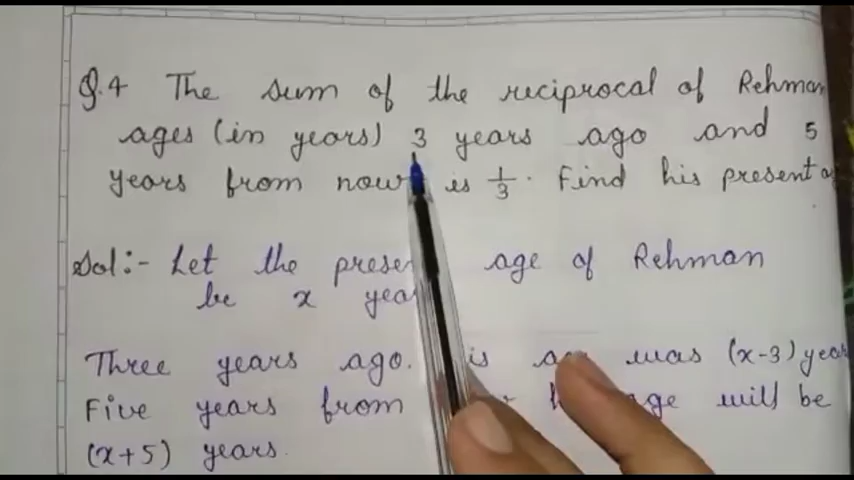 Q.4 The sum of the reciprocal of Rehman
ages (in years) 3 years ago and 5
years from now is 1/3. Find his present
Sol:- Let the present age of Rehman
be x
Three years ago. was (x-3)
Five years from age will be
(x+5) years.